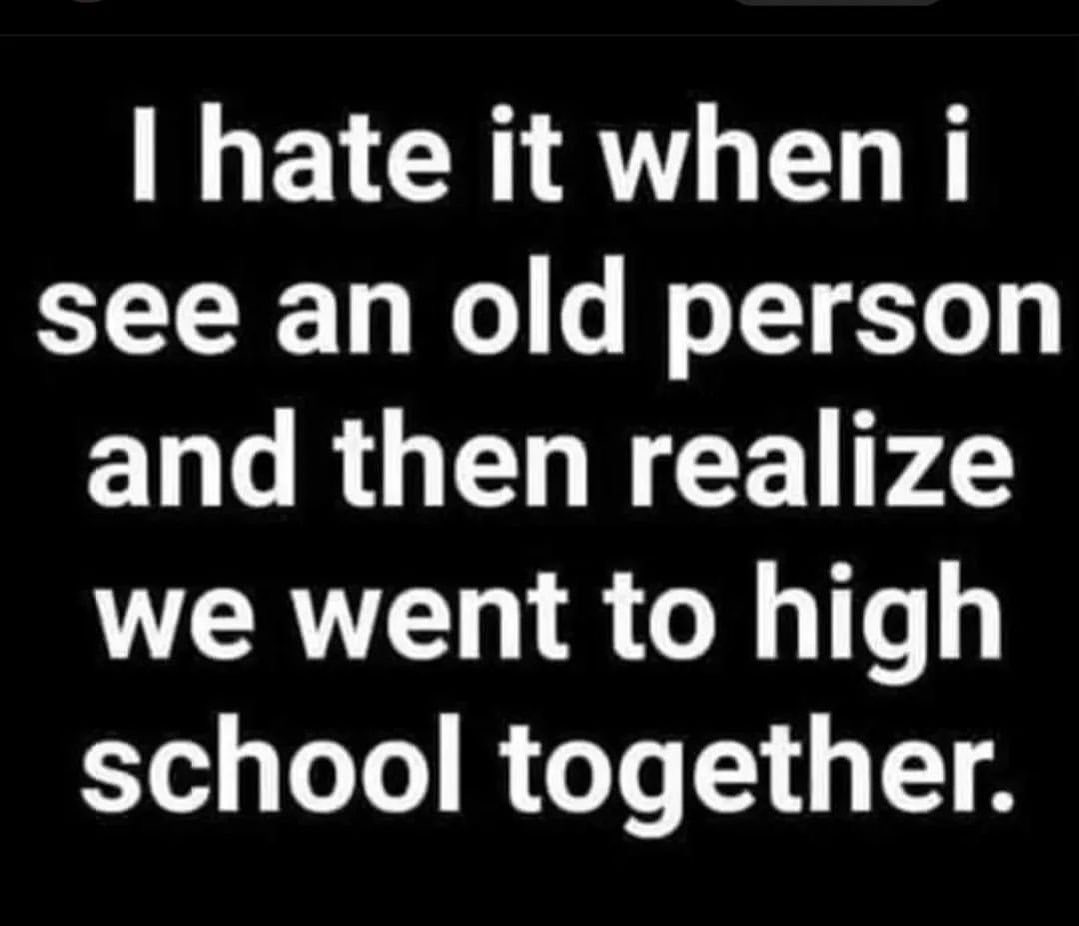 I hate it when i
see an old person
and then realize
we went to high
school together.